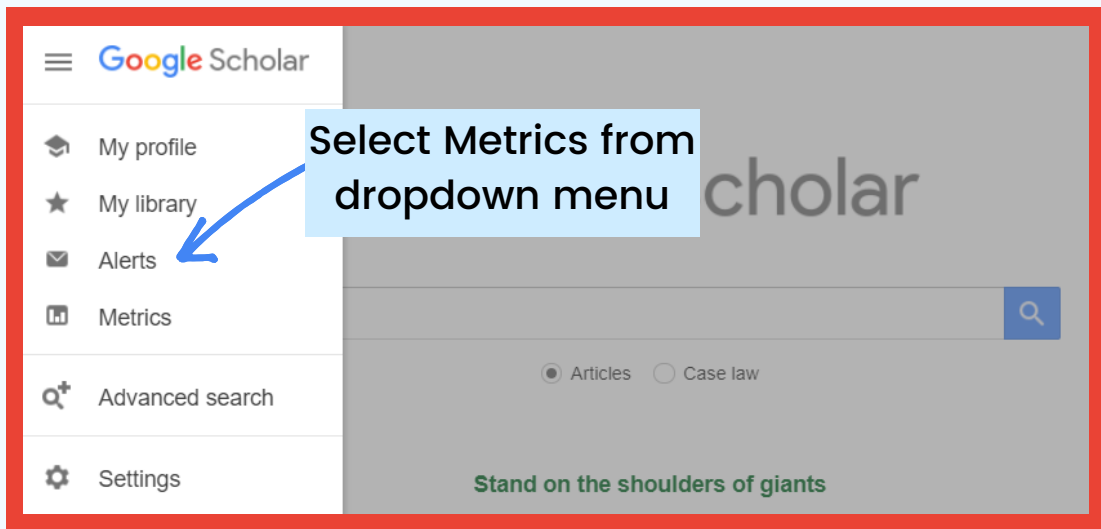 Google Scholar
My profile
My library
Alerts
Metrics
Advanced search
Settings
Select Metrics from
dropdown menu
cholar
Articles
Case law
Stand on the shoulders of giants